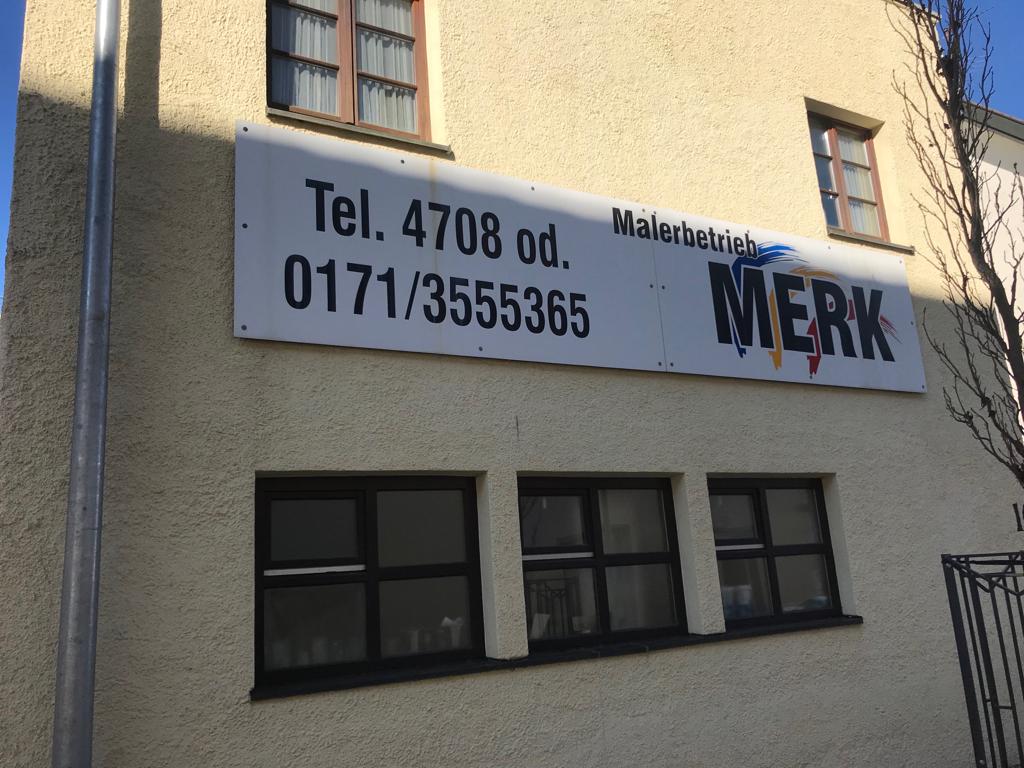 Tel. 4708 od.
0171/3555365
Malerbetrieb
MERK